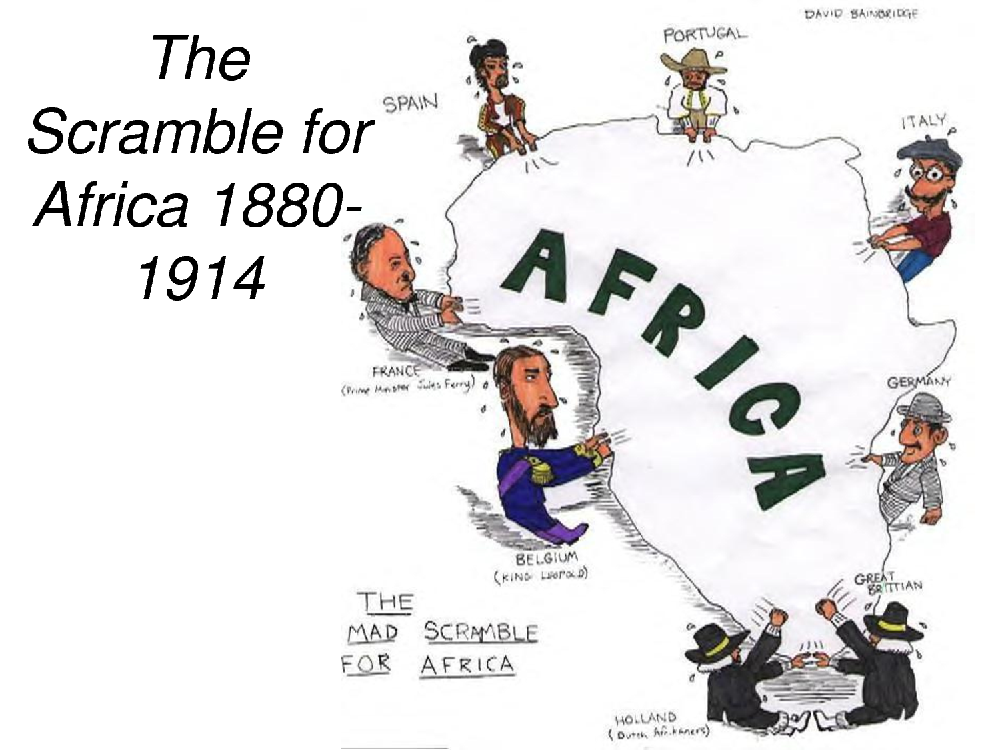 The
Scramble for
Africa 1880-
1914
DAVID BAINBRIDGE
PORTUGAL
SPAIN
ITALY
AFRICA
FRANCE
(Prime Minister Jules Ferry)
GERMANY
BELGIUM
(KING LEOPOLD)
GREAT
BRITTIAN
THE
MAD SCRAMBLE
FOR AFRICA
HOLLAND
(Dutch Afrikaners)